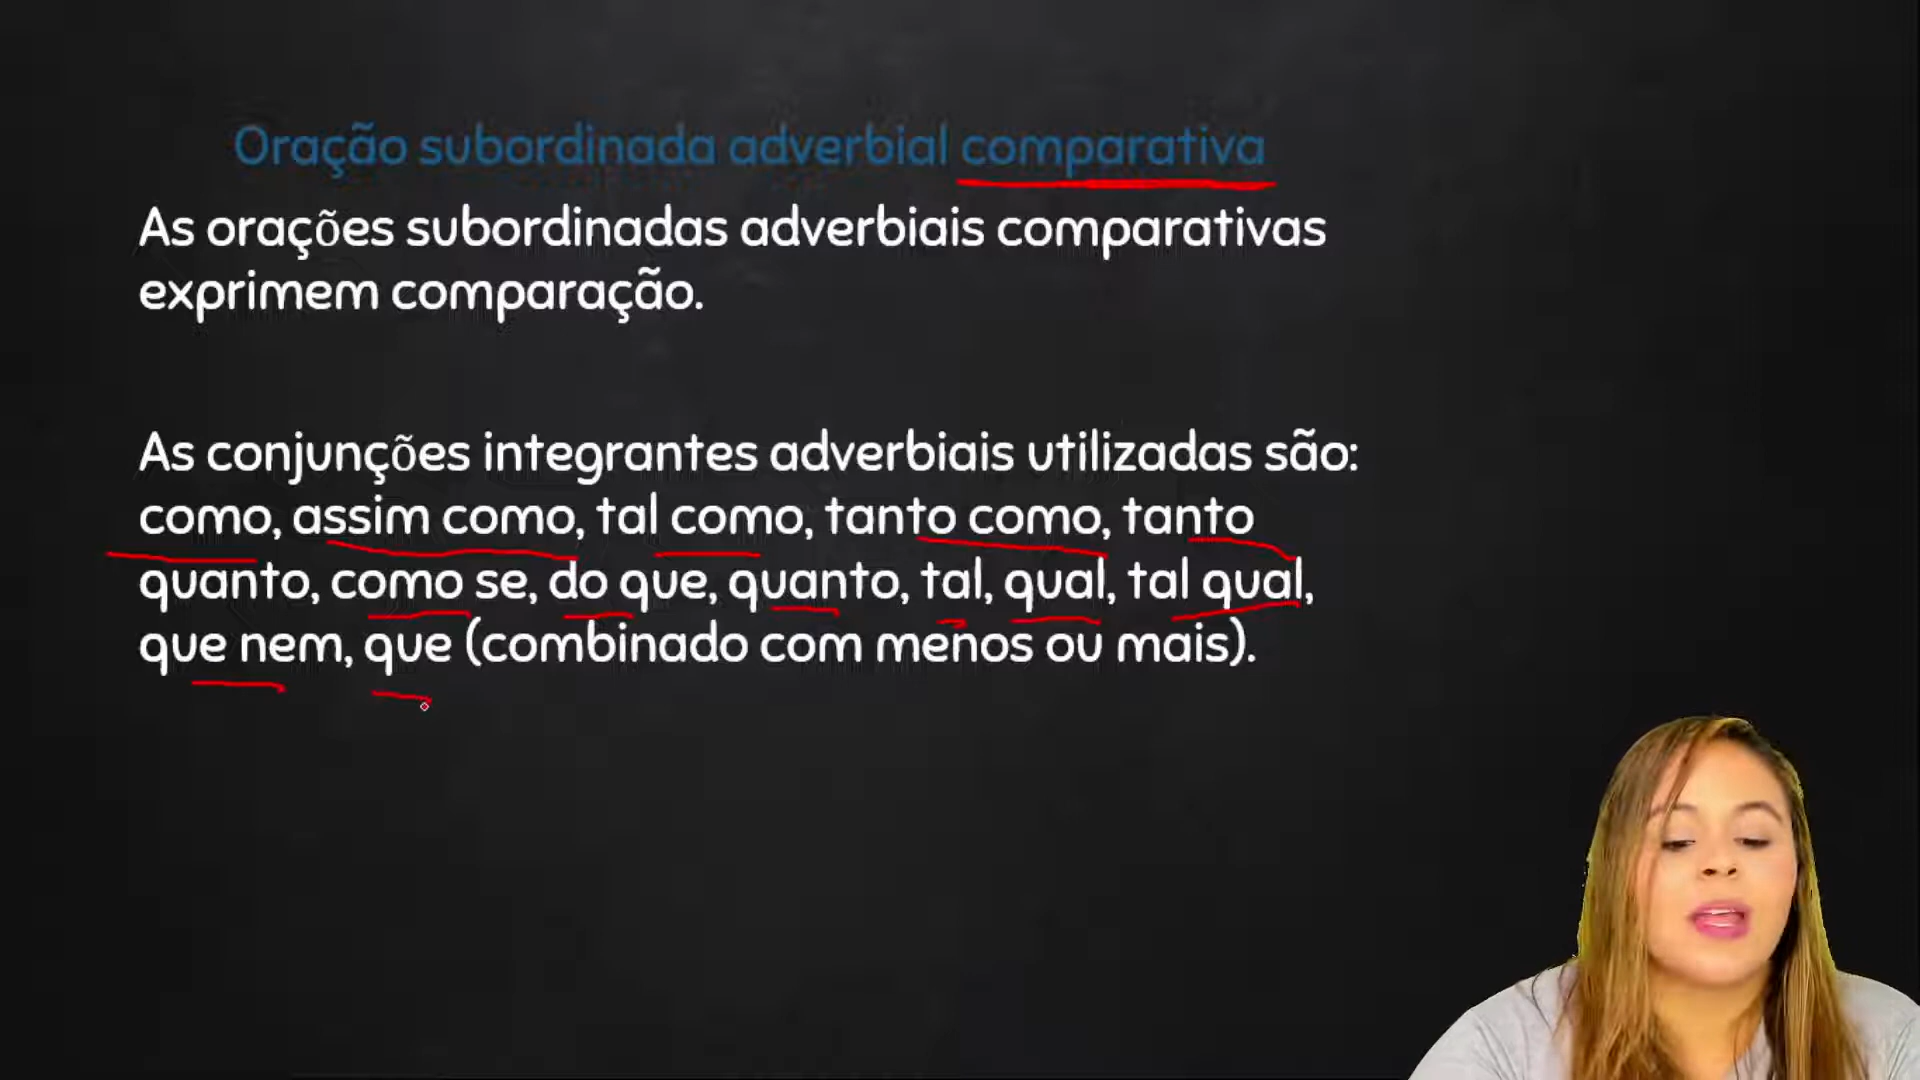 Oração subordinada adverbial comparativa
As orações subordinadas adverbiais comparativas
exprimem comparação.
As conjunções integrantes adverbiais utilizadas são:
como, assim como, tal como, tanto como, tanto
quanto, como se, do que, quanto, tal, qual, tal qual,
que nem, que (combinado com menos ou mais).